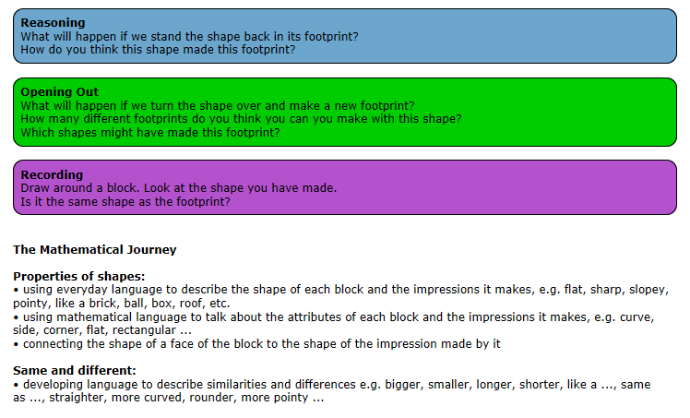 Reasoning
What will happen if we stand the shape back in its footprint?
How do you think this shape made this footprint?
Opening Out
What will happen if we turn the shape over and make a new footprint?
How many different footprints do you think you can you make with this shape?
Which shapes might have made this footprint?
Recording
Draw around a block. Look at the shape you have made.
Is it the same shape as the footprint?
The Mathematical Journey
Properties of shapes:
• using everyday language to describe the shape of each block and the impressions it makes, e.g. flat, sharp, slopey,
pointy, like a brick, ball, box, roof, etc.
• using mathematical language to talk about the attributes of each block and the impressions it makes, e.g. curve,
side, corner, flat, rectangular ...
• connecting the shape of a face of the block to the shape of the impression made by it
Same and different:
• developing language to describe similarities and differences e.g. bigger, smaller, longer, shorter, like a ..., same
as ..., straighter, more curved, rounder, more pointy ...